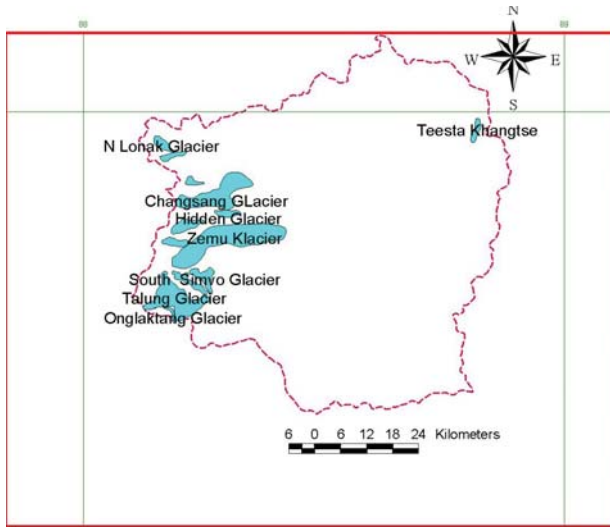 88
89
N
W E
S
Teesta Khangtse
N Lonak Glacier
Changsang GLacier
Hidden Glacier
Zemu Klacier
South Simvo Glacier
Talung Glacier
Onglaktang Glacier
6 0 6 12 18 24 Kilometers